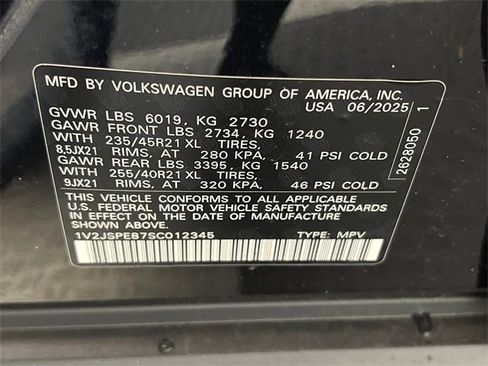 MFD BY VOLKSWAGEN GROUP OF AMERICA, INC.
USA 06/2025
GVWR LBS 6019, KG 2730
GAWR FRONT LBS 2734, KG 1240
WITH 235/45R21 XL TIRES,
8,5JX21 RIMS, AT 280 KPA, 41 PSI COLD
GAWR REAR LBS 3395, KG 1540
WITH 255/40R21 XL TIRES,
9JX21 RIMS, AT 320 KPA, 46 PSI COLD
THIS VEHICLE CONFORMS TO ALL APPLICABLE
U.S. FEDERAL MOTOR VEHICLE SAFETY STANDARDS
IN EFFECT ON THE DATE OF MANUFACTURE
SHOWN ABOVE.
1V2JSPE87SC012345 TYPE: MPV
2628050 1